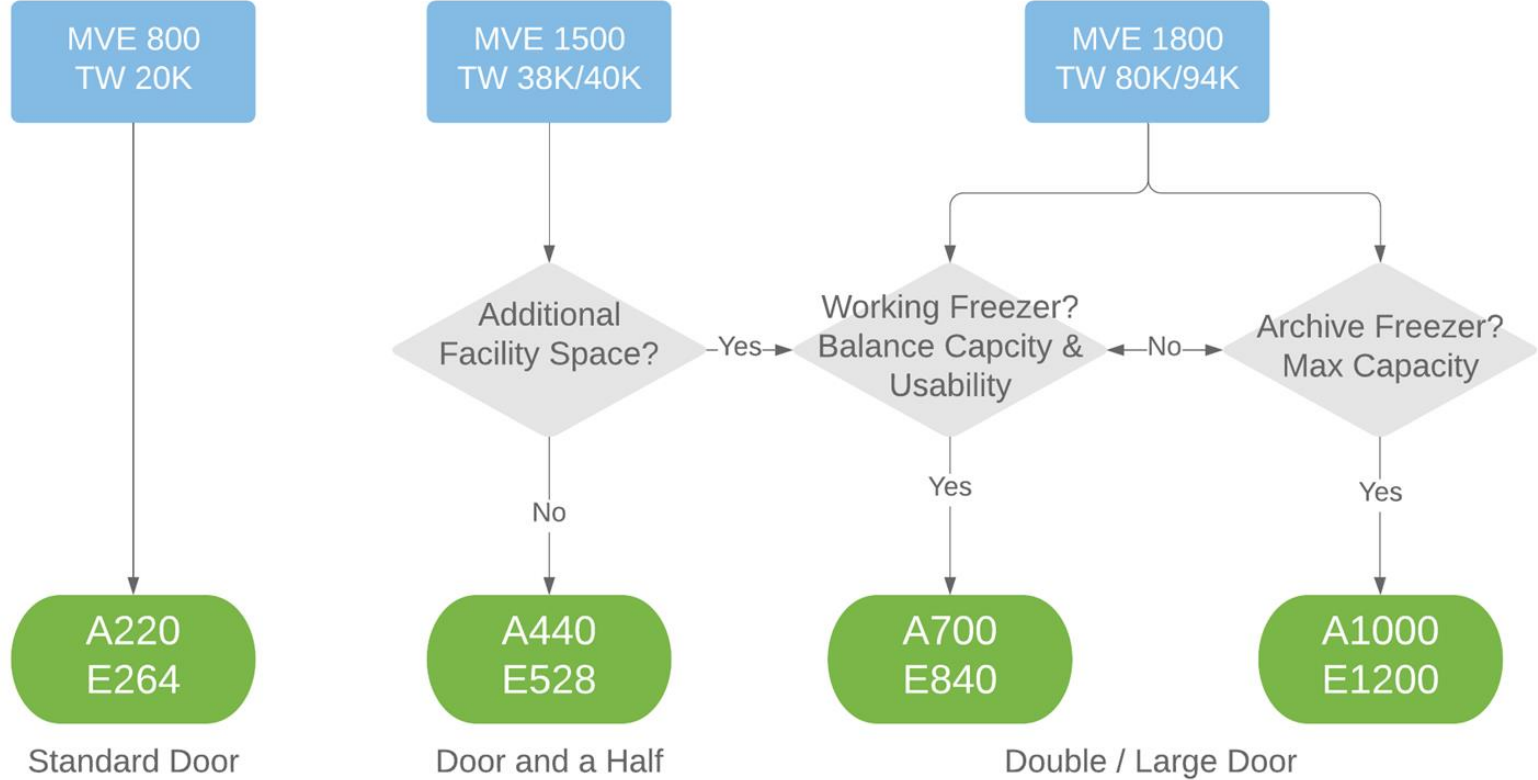 MVE 800
TW 20K
MVE 1500
TW 38K/40K
MVE 1800
TW 80K/94K
Additional
Facility Space?
Yes
Working Freezer?
Balance Capcity &
Usability
No
Archive Freezer?
Max Capacity
No
Yes
Yes
A220
E264
A440
E528
A700
E840
A1000
E1200
Standard Door
Door and a Half
Double / Large Door